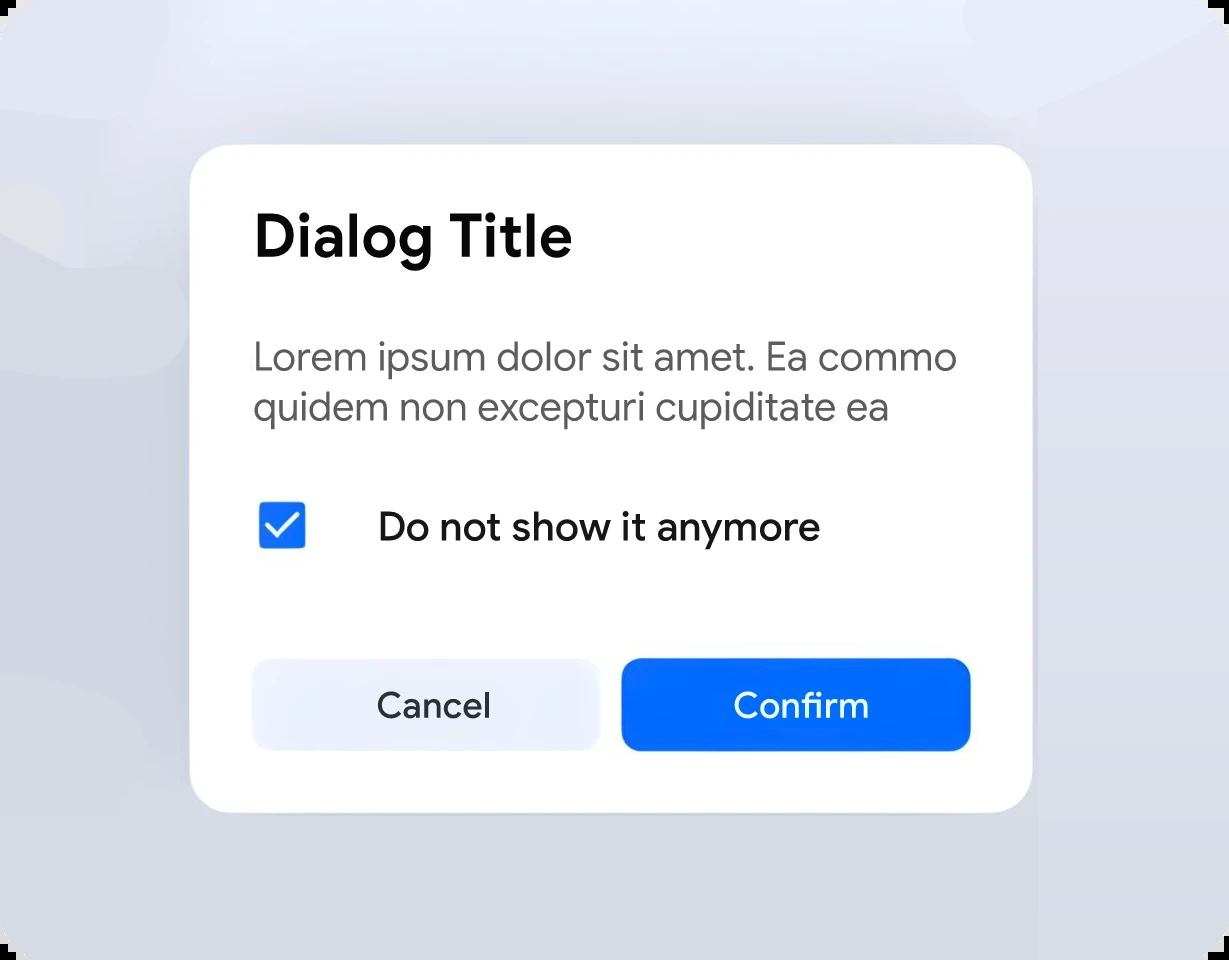 Dialog Title
Lorem ipsum dolor sit amet. Ea commo
quidem non excepturi cupiditate ea
Do not show it anymore
Cancel
Confirm